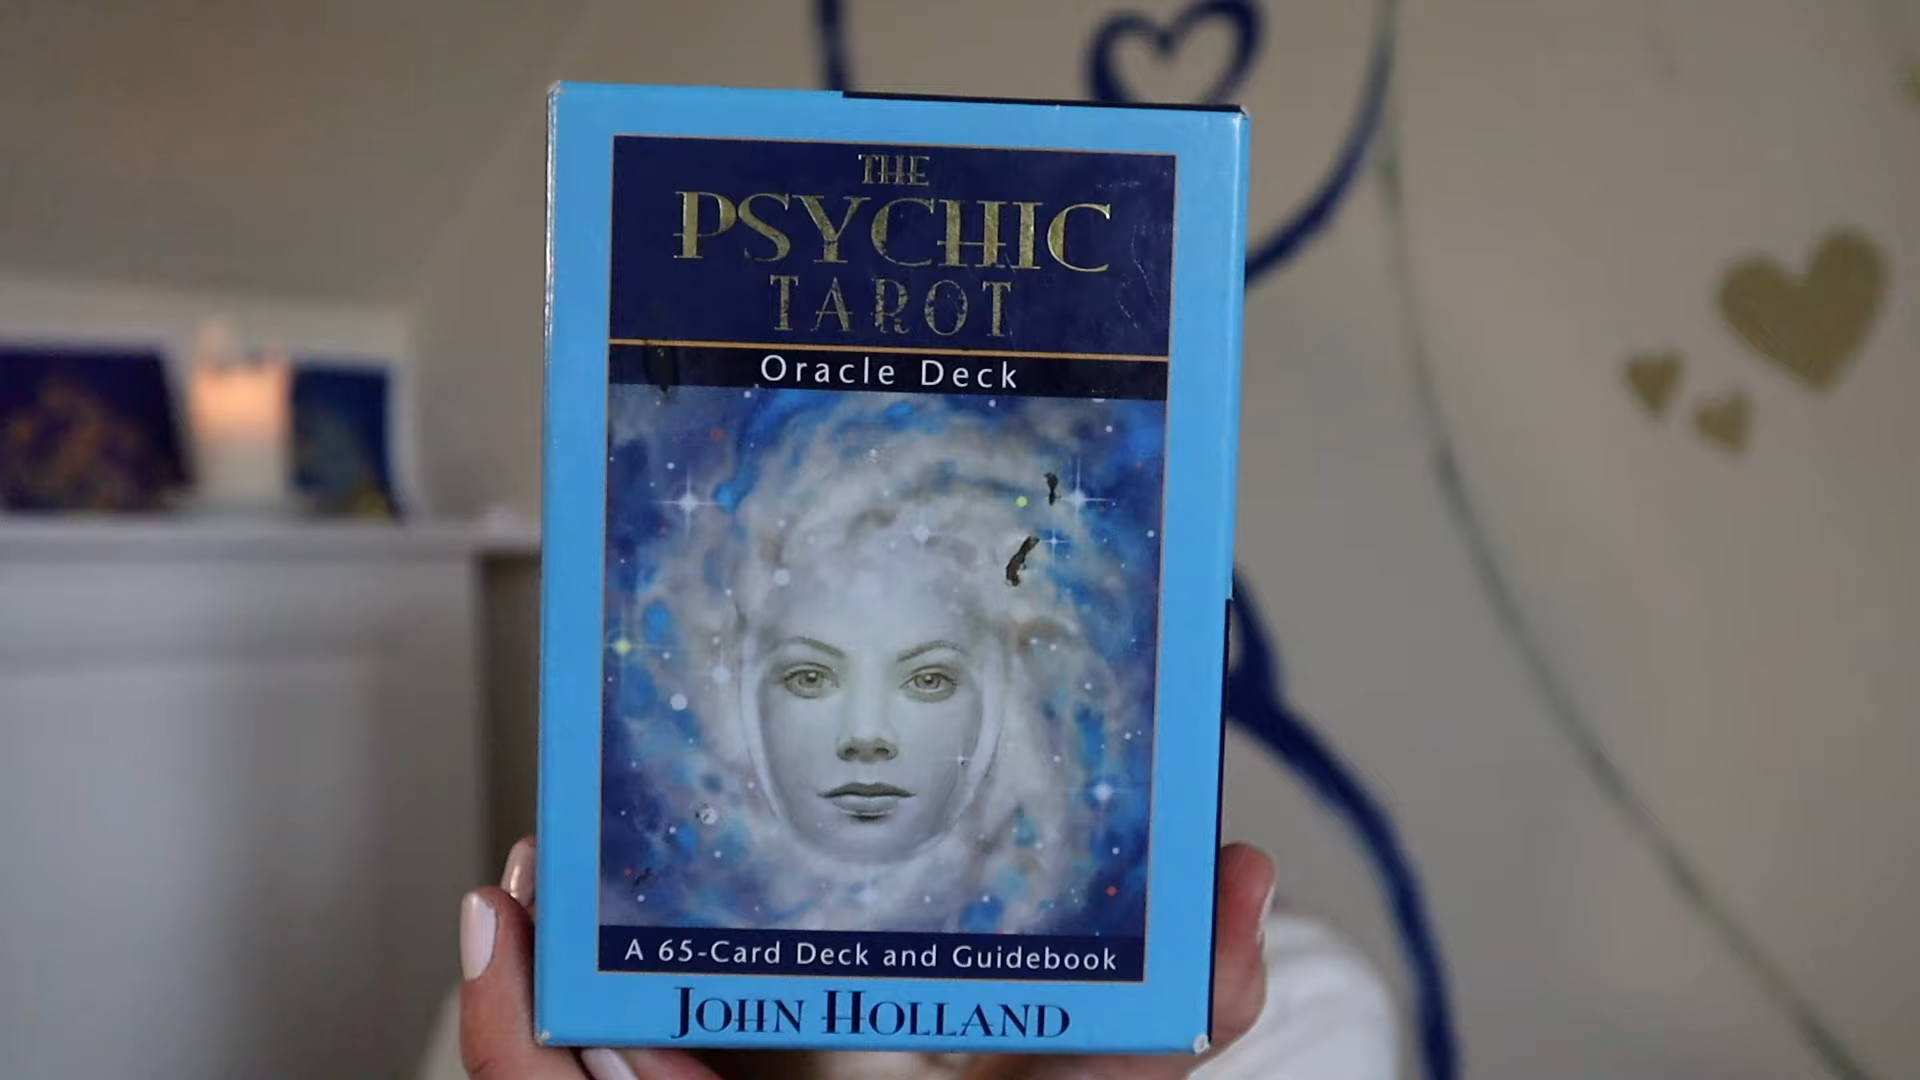 THE
PSYCHIC
TAROT
Oracle Deck
A 65-Card Deck and Guidebook
JOHN HOLLAND